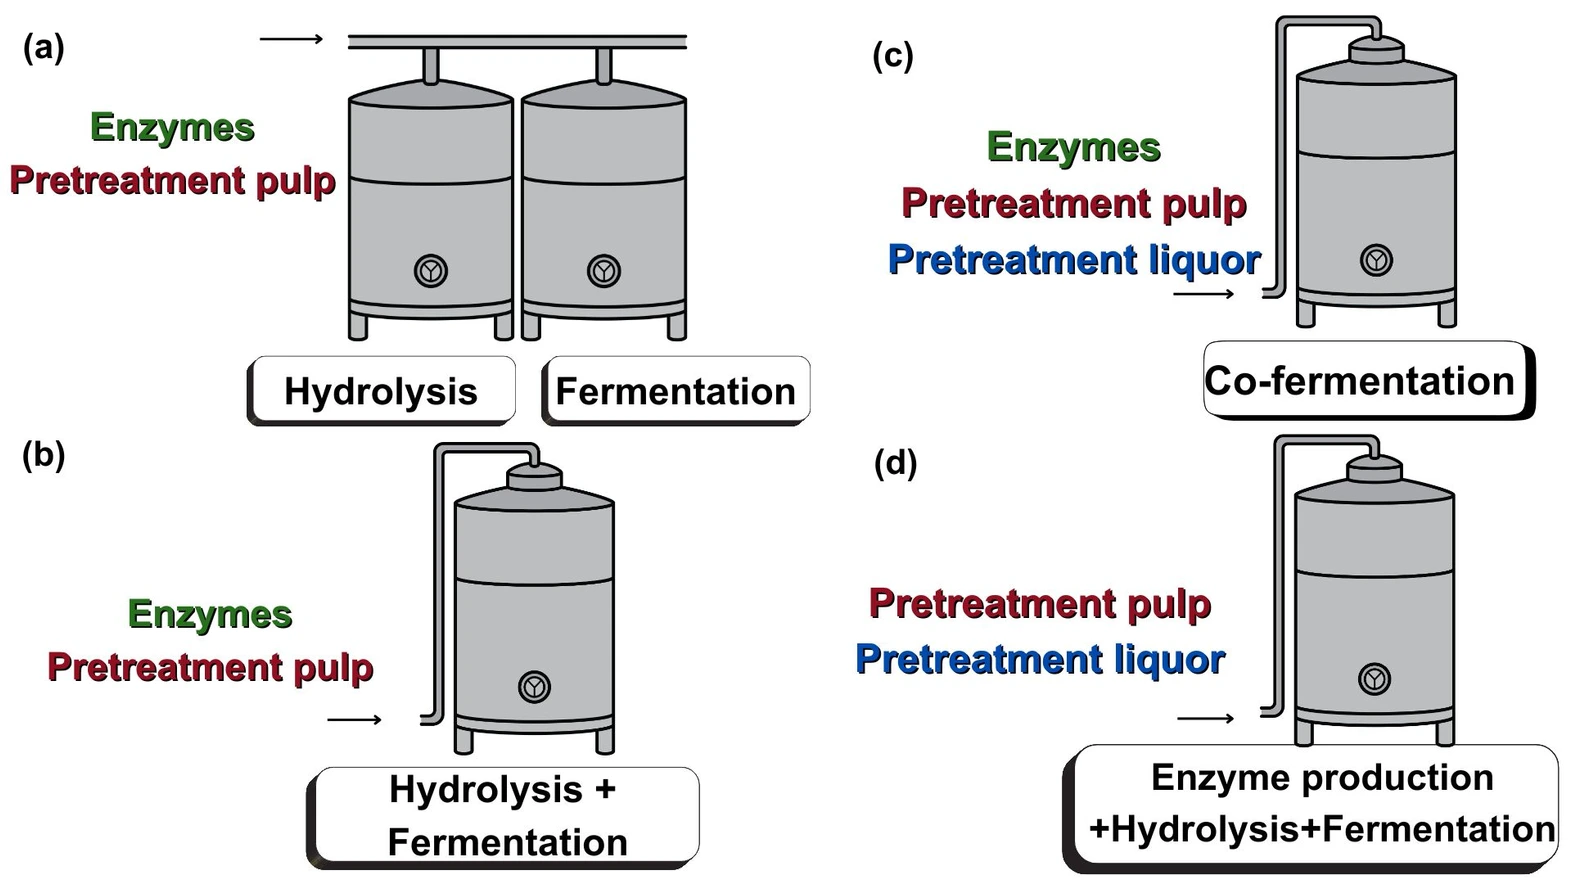 (a)
Enzymes
Pretreatment pulp
Hydrolysis
Fermentation
(b)
Enzymes
Pretreatment pulp
Hydrolysis +
Fermentation
(c)
Enzymes
Pretreatment pulp
Pretreatment liquor
Co-fermentation
(d)
Pretreatment pulp
Pretreatment liquor
Enzyme production
+Hydrolysis+Fermentation